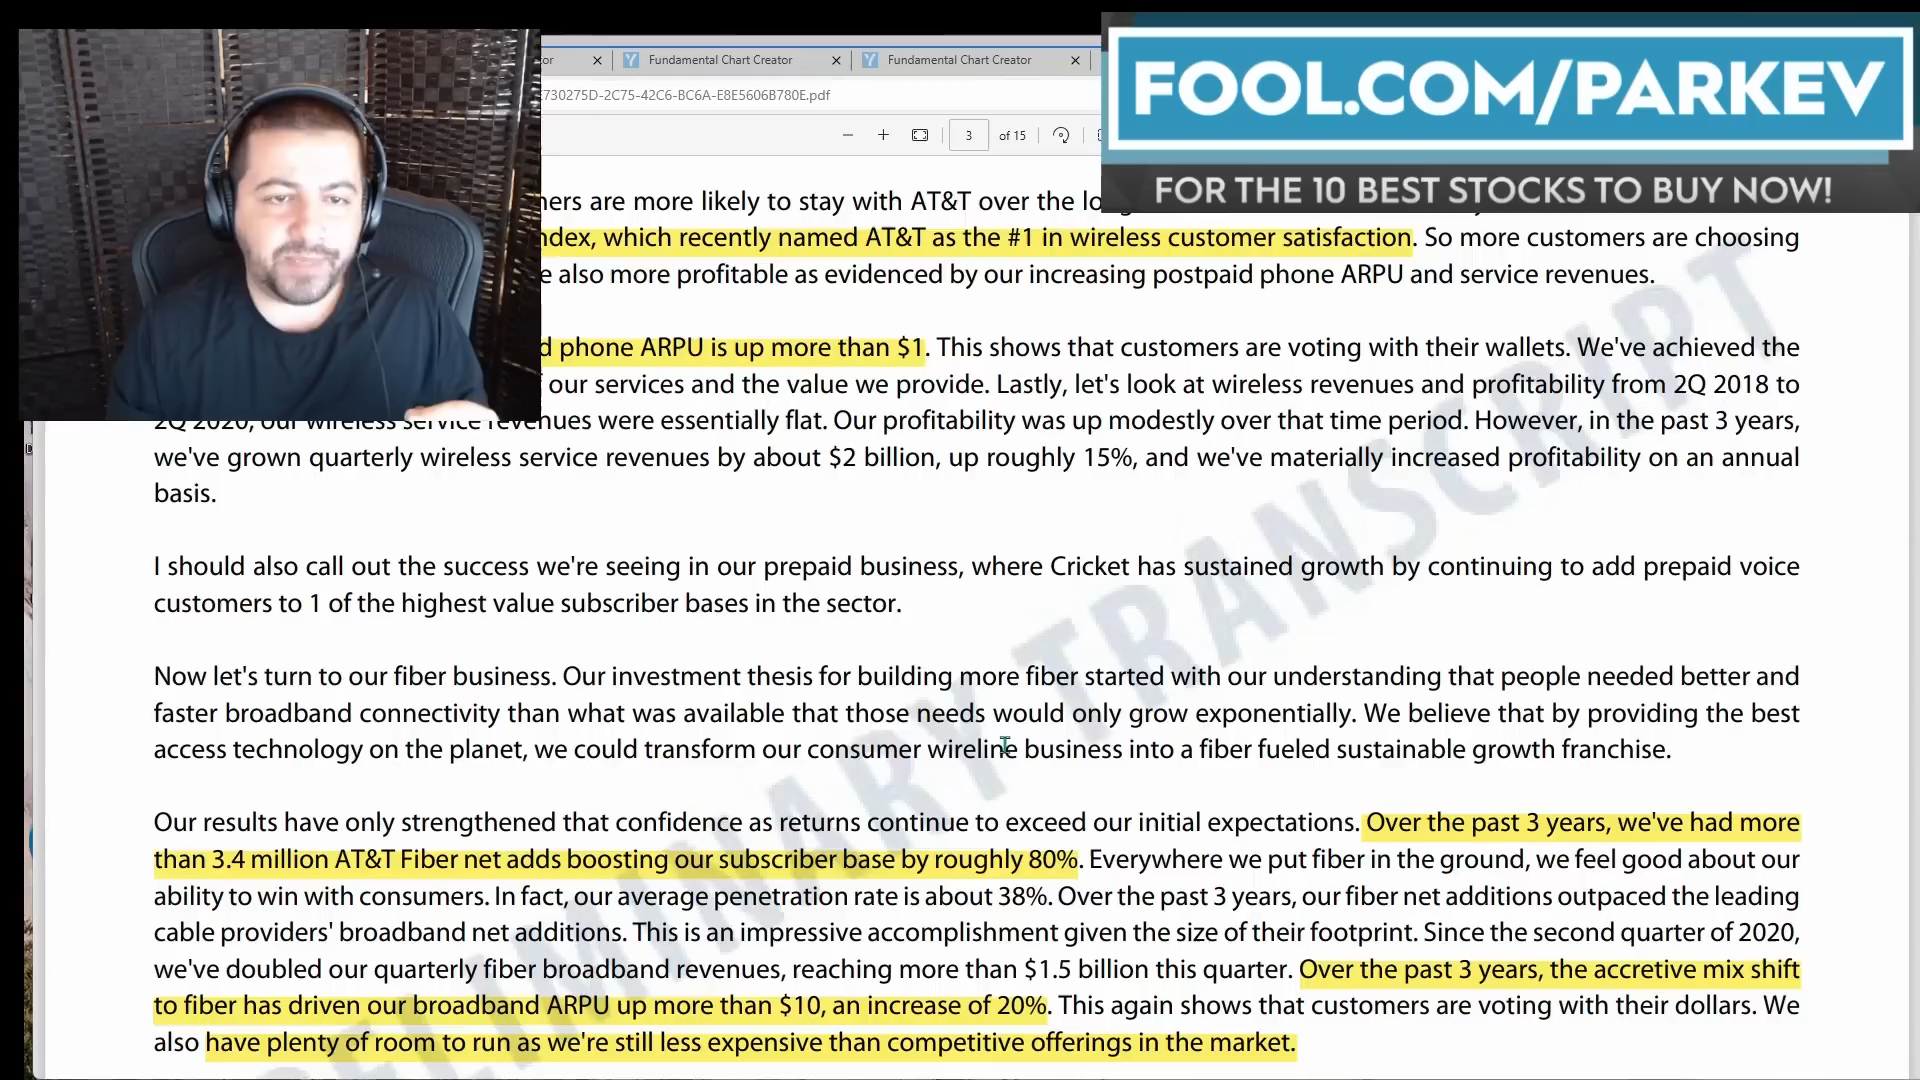 FOOL.COM/PARKEV
FOR THE 10 BEST STOCKS TO BUY NOW!
Fundamental Chart Creator
Fundamental Chart Creator
730275D-2C75-42C6-BC6A-E8E5606B780E.pdf
3 of 15
are more likely to stay with AT&T over the
which recently named AT&T as the #1 in wireless customer satisfaction. So more customers are choosing
also more profitable as evidenced by our increasing postpaid phone ARPU and service revenues.
phone ARPU is up more than $1. This shows that customers are voting with their wallets. We've achieved the
our services and the value we provide. Lastly, let's look at wireless revenues and profitability from 2Q 2018 to
2Q 2020, our wireless service revenues were essentially flat. Our profitability was up modestly over that time period. However, in the past 3 years,
we've grown quarterly wireless service revenues by about $2 billion, up roughly 15%, and we've materially increased profitability on an annual
basis.
I should also call out the success we're seeing in our prepaid business, where Cricket has sustained growth by continuing to add prepaid voice
customers to 1 of the highest value subscriber bases in the sector.
Now let's turn to our fiber business. Our investment thesis for building more fiber started with our understanding that people needed better and
faster broadband connectivity than what was available that those needs would only grow exponentially. We believe that by providing the best
access technology on the planet, we could transform our consumer wireline business into a fiber fueled sustainable growth franchise.
Our results have only strengthened that confidence as returns continue to exceed our initial expectations. Over the past 3 years, we've had more
than 3.4 million AT&T Fiber net adds boosting our subscriber base by roughly 80%. Everywhere we put fiber in the ground, we feel good about our
ability to win with consumers. In fact, our average penetration rate is about 38%. Over the past 3 years, our fiber net additions outpaced the leading
cable providers' broadband net additions. This is an impressive accomplishment given the size of their footprint. Since the second quarter of 2020,
we've doubled our quarterly fiber broadband revenues, reaching more than $1.5 billion this quarter. Over the past 3 years, the accretive mix shift
to fiber has driven our broadband ARPU up more than $10, an increase of 20%. This again shows that customers are voting with their dollars. We
also have plenty of room to run as we're still less expensive than competitive offerings in the market.
TRANSCRIPT